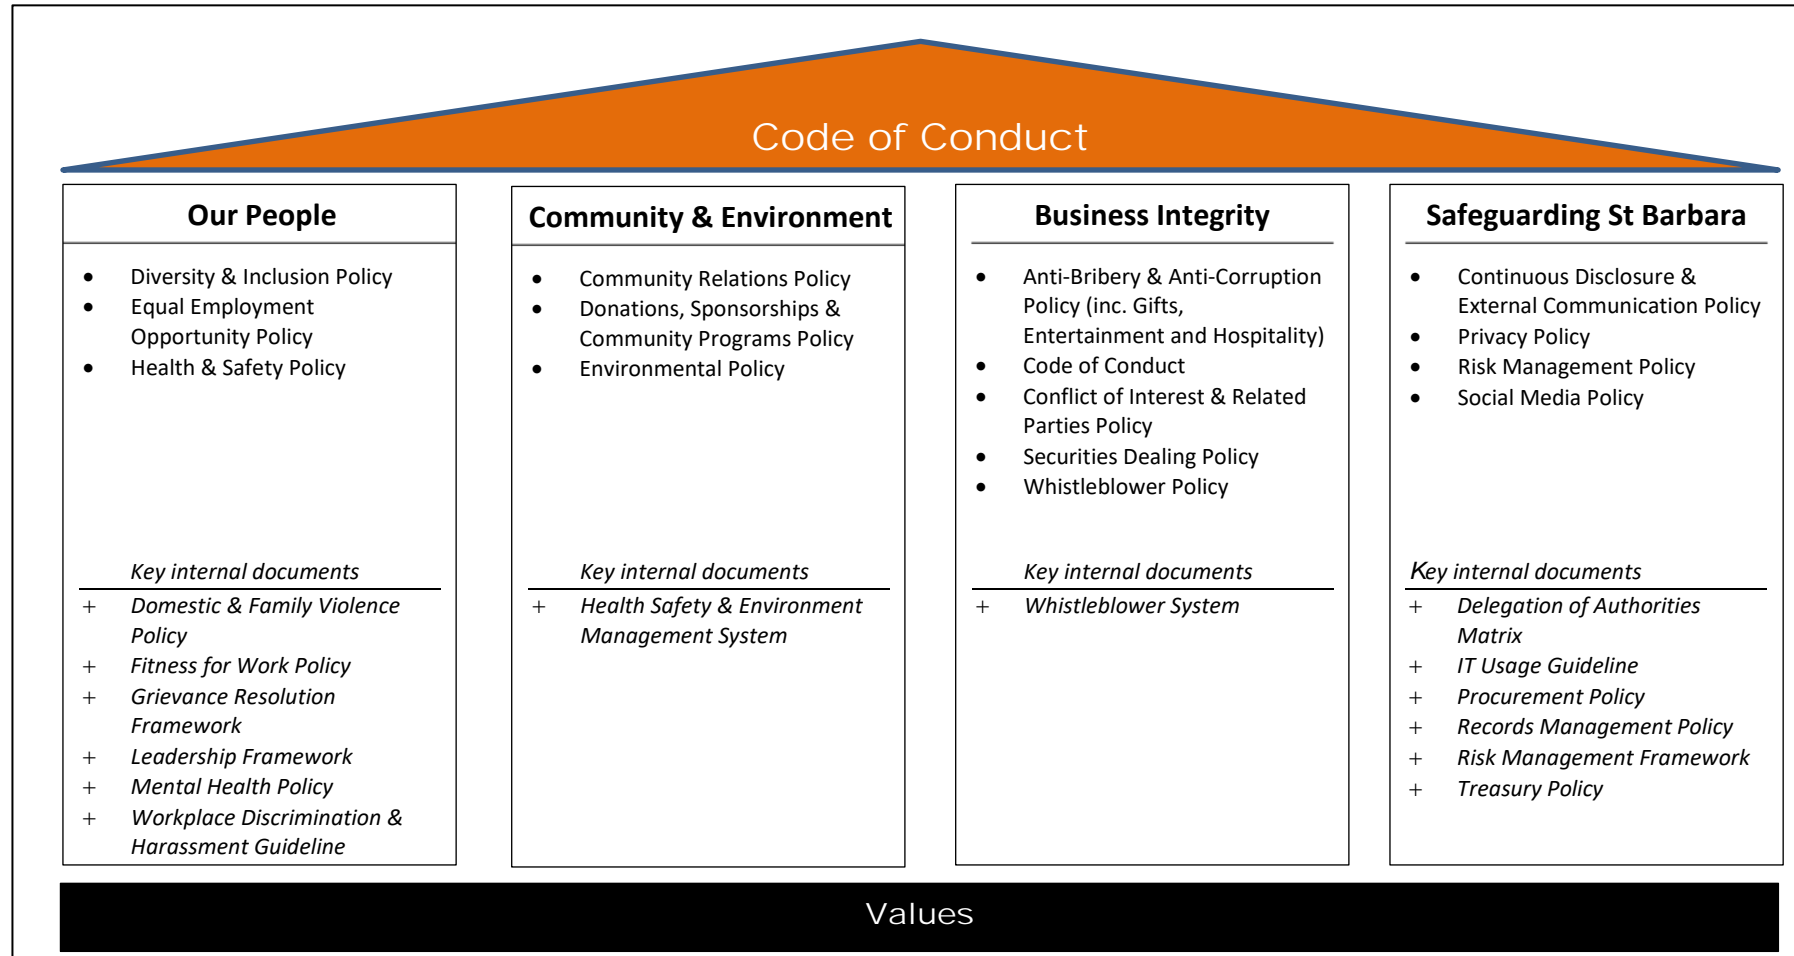 Code of Conduct
Our People
• Diversity & Inclusion Policy
• Equal Employment
Opportunity Policy
• Health & Safety Policy
Key internal documents
+ Domestic & Family Violence
Policy
+ Fitness for Work Policy
+ Grievance Resolution
Framework
+ Leadership Framework
+ Mental Health Policy
+ Workplace Discrimination &
Harassment Guideline
Community & Environment
• Community Relations Policy
• Donations, Sponsorships &
Community Programs Policy
• Environmental Policy
Key internal documents
+ Health Safety & Environment
Management System
Business Integrity
• Anti-Bribery & Anti-Corruption
Policy (inc. Gifts,
Entertainment and Hospitality)
• Code of Conduct
• Conflict of Interest & Related
Parties Policy
• Securities Dealing Policy
• Whistleblower Policy
Key internal documents
+ Whistleblower System
Safeguarding St Barbara
• Continuous Disclosure &
External Communication Policy
• Privacy Policy
• Risk Management Policy
• Social Media Policy
Key internal documents
+ Delegation of Authorities
Matrix
+ IT Usage Guideline
+ Procurement Policy
+ Records Management Policy
+ Risk Management Framework
+ Treasury Policy
Values